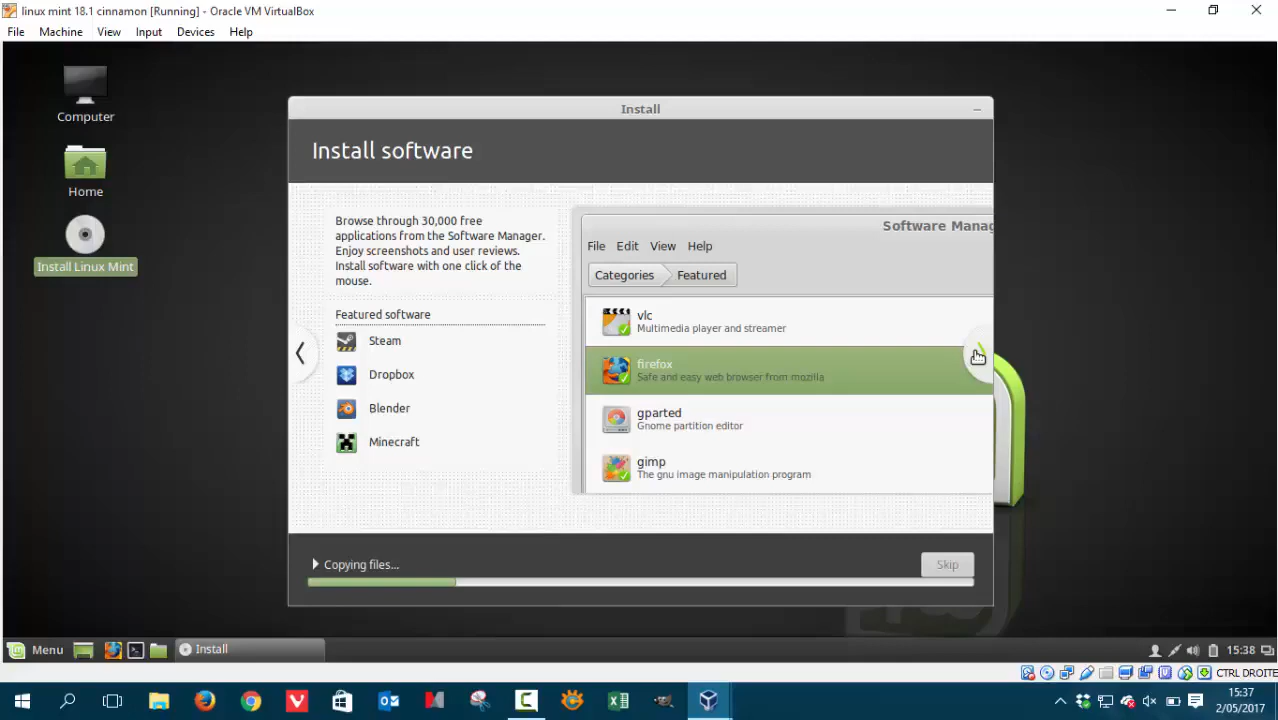 linux mint 18.1 cinnamon [Running] - Oracle VM VirtualBox
File Machine View Input Devices Help
Computer
Home
Install Linux Mint
Install
Install software
Browse through 30,000 free
applications from the Software Manager.
Enjoy screenshots and user reviews.
Install software with one click of the
mouse.
Featured software
Steam
Dropbox
Blender
Minecraft
Software Manag
File Edit View Help
Categories Featured
vlc
Multimedia player and streamer
firefox
Safe and easy web browser from mozilla
gparted
Gnome partition editor
gimp
The gnu image manipulation program
Copying files...
Skip
Menu
Install
15:38
CTRL DROITE
15:37
2/05/2017